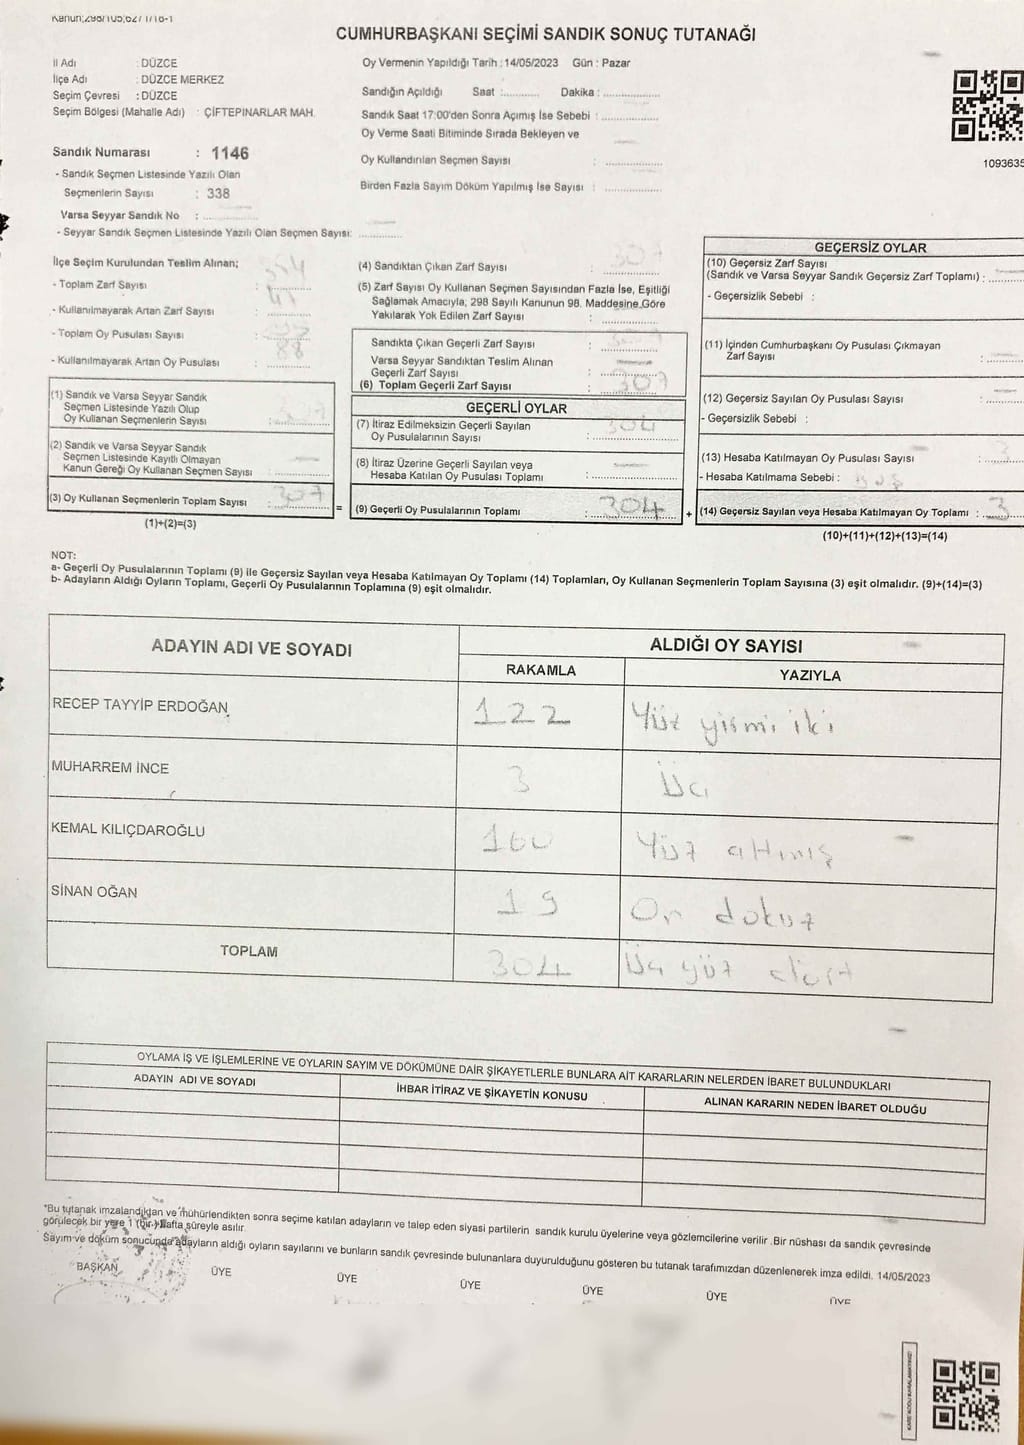 CUMHURBAŞKANI SEÇİMİ SANDIK SONUÇ TUTANAĞI
İl Adı : DÜZCE
İlçe Adı : DÜZCE MERKEZ
Seçim Çevresi : DÜZCE
Seçim Bölgesi (Mahalle Adı) : ÇİFTEPINARLAR MAH.
Sandık Numarası : 1146
- Sandık Seçmen Listesinde Yazılı Olan
Seçmenlerin Sayısı : 338
Varsa Seyyar Sandık No :
- Seyyar Sandık Seçmen Listesinde Yazılı Olan Seçmen Sayısı:
Oy Vermenin Yapıldığı Tarih : 14/05/2023 Gün : Pazar
Sandığın Açıldığı Saat : Dakika :
Sandık Saat 17:00'den Sonra Açımış İse Sebebi :
Oy Verme Saati Bitiminde Sırada Bekleyen ve
Oy Kullandırılan Seçmen Sayısı :
Birden Fazla Sayım Döküm Yapılmış İse Sayısı :
1093635
İlçe Seçim Kurulundan Teslim Alınan;
- Toplam Zarf Sayısı :
- Kullanılmayarak Artan Zarf Sayısı :
- Toplam Oy Pusulası Sayısı :
- Kullanılmayarak Artan Oy Pusulası : 88
(1) Sandık ve Varsa Seyyar Sandık
Seçmen Listesinde Yazılı Olup
Oy Kullanan Seçmenlerin Sayısı : 307
(2) Sandık ve Varsa Seyyar Sandık
Seçmen Listesinde Kayıtlı Olmayan
Kanun Gereği Oy Kullanan Seçmen Sayısı :
(3) Oy Kullanan Seçmenlerin Toplam Sayısı : 307
(1)+(2)=(3)
(4) Sandıktan Çıkan Zarf Sayısı : 307
(5) Zarf Sayısı Oy Kullanan Seçmen Sayısından Fazla İse, Eşitliği
Sağlamak Amacıyla, 298 Sayılı Kanunun 98. Maddesine Göre
Yakılarak Yok Edilen Zarf Sayısı :
Sandıkta Çıkan Geçerli Zarf Sayısı :
Varsa Seyyar Sandıktan Teslim Alınan
Geçerli Zarf Sayısı :
(6) Toplam Geçerli Zarf Sayısı : 307
GEÇERLİ OYLAR
(7) İtiraz Edilmeksizin Geçerli Sayılan
Oy Pusulalarının Sayısı : 304
(8) İtiraz Üzerine Geçerli Sayılan veya
Hesaba Katılan Oy Pusulası Toplamı :
(9) Geçerli Oy Pusulalarının Toplamı : 304
= +
GEÇERSİZ OYLAR
(10) Geçersiz Zarf Sayısı
(Sandık ve Varsa Seyyar Sandık Geçersiz Zarf Toplamı) :
- Geçersizlik Sebebi :
(11) İçinden Cumhurbaşkanı Oy Pusulası Çıkmayan
Zarf Sayısı :
(12) Geçersiz Sayılan Oy Pusulası Sayısı :
- Geçersizlik Sebebi :
(13) Hesaba Katılmayan Oy Pusulası Sayısı : 3
- Hesaba Katılmama Sebebi : BOŞ
(14) Geçersiz Sayılan veya Hesaba Katılmayan Oy Toplamı : 3
(10)+(11)+(12)+(13)=(14)
NOT:
a- Geçerli Oy Pusulalarının Toplamı (9) ile Geçersiz Sayılan veya Hesaba Katılmayan Oy Toplamı (14) Toplamları, Oy Kullanan Seçmenlerin Toplam Sayısına (3) eşit olmalıdır. (9)+(14)=(3)
b- Adayların Aldığı Oyların Toplamı, Geçerli Oy Pusulalarının Toplamına (9) eşit olmalıdır.
ADAYIN ADI VE SOYADI
ALDIĞI OY SAYISI
RAKAMLA YAZIYLA
RECEP TAYYİP ERDOĞAN 122 Yüz yirmi iki
MUHARREM İNCE 3 Üç
KEMAL KILIÇDAROĞLU 160 Yüz altmış
SİNAN OĞAN 19 On dokuz
TOPLAM 304 Üç yüz dört
OYLAMA İŞ VE İŞLEMLERİNE VE OYLARIN SAYIM VE DÖKÜMÜNE DAİR ŞİKAYETLERLE BUNLARA AİT KARARLARIN NELERDEN İBARET BULUNDUKLARI
ADAYIN ADI VE SOYADI
İHBAR İTİRAZ VE ŞİKAYETİN KONUSU
ALINAN KARARIN NEDEN İBARET OLDUĞU
*Bu tutanak imzalandıktan ve mühürlendikten sonra seçime katılan adayların ve talep eden siyasi partilerin sandık kurulu üyelerine veya gözlemcilerine verilir .Bir nüshası da sandık çevresinde
görülecek bir yere 1 (bir) Hafta süreyle asılır.
Sayım ve döküm sonucunda adayların aldığı oyların sayılarını ve bunların sandık çevresinde bulunanlara duyurulduğunu gösteren bu tutanak tarafımızdan düzenlenerek imza edildi. 14/05/2023
BAŞKAN ÜYE ÜYE ÜYE ÜYE ÜYE ÜYE